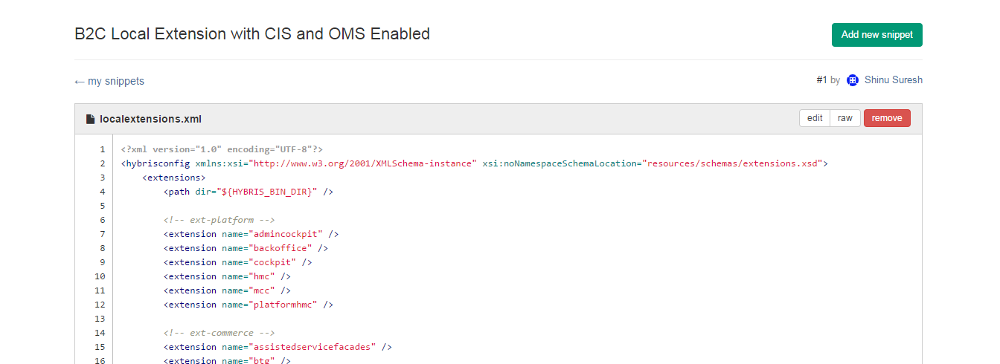 B2C Local Extension with CIS and OMS Enabled
Add new snippet
← my snippets
#1 by Shinu Suresh
localextensions.xml
edit raw remove
1 <?xml version="1.0" encoding="UTF-8"?>
2 <hybrisconfig xmlns:xsi="http://www.w3.org/2001/XMLSchema-instance" xsi:noNamespaceSchemaLocation="resources/schemas/extensions.xsd">
3 <extensions>
4 <path dir="${HYBRIS_BIN_DIR}" />
5
6 <!-- ext-platform -->
7 <extension name="admincockpit" />
8 <extension name="backoffice" />
9 <extension name="cockpit" />
10 <extension name="hmc" />
11 <extension name="mcc" />
12 <extension name="platformhmc" />
13
14 <!-- ext-commerce -->
15 <extension name="assistedservicefacades" />
16 <extension name="btg" />